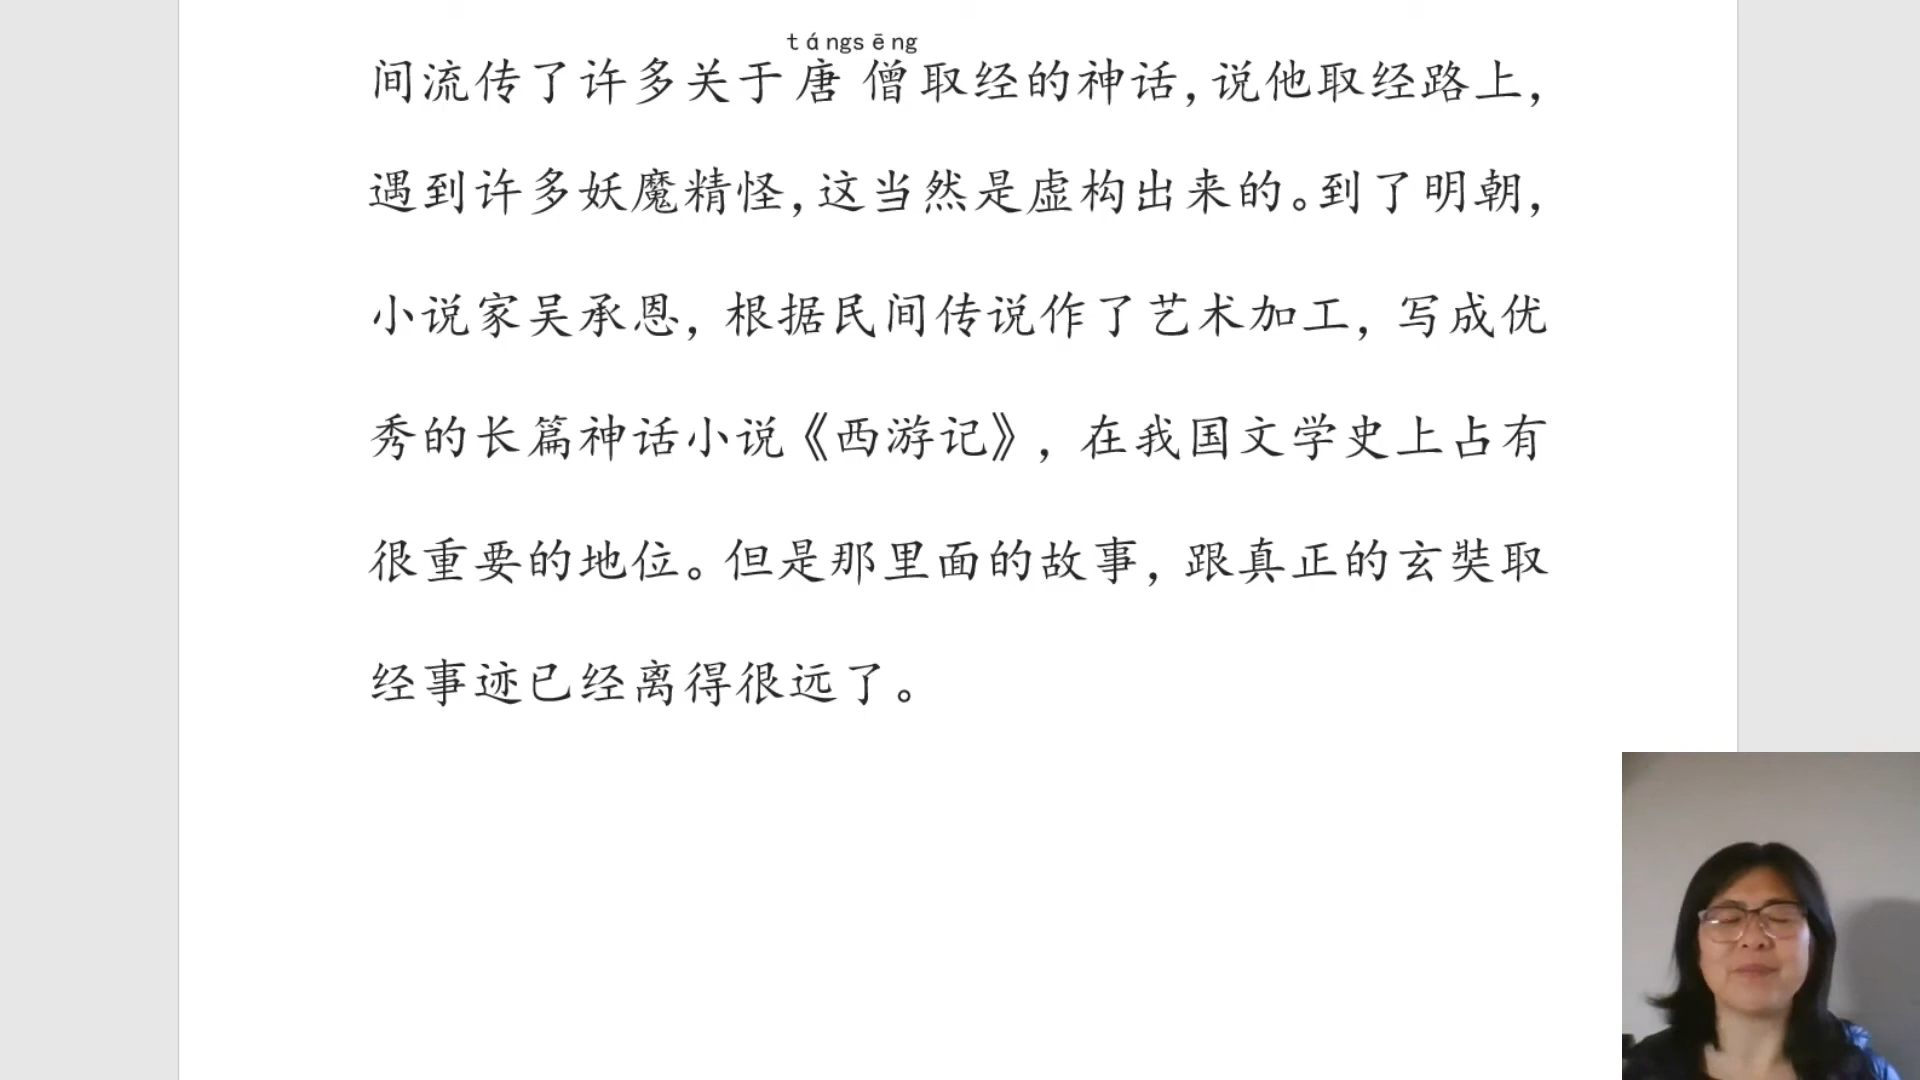 tángsēng
间流传了许多关于唐僧取经的神话,说他取经路上,
遇到许多妖魔精怪,这当然是虚构出来的。到了明朝,
小说家吴承恩,根据民间传说作了艺术加工,写成优
秀的长篇神话小说《西游记》,在我国文学史上占有
很重要的地位。但是那里面的故事,跟真正的玄奘取
经事迹已经离得很远了。